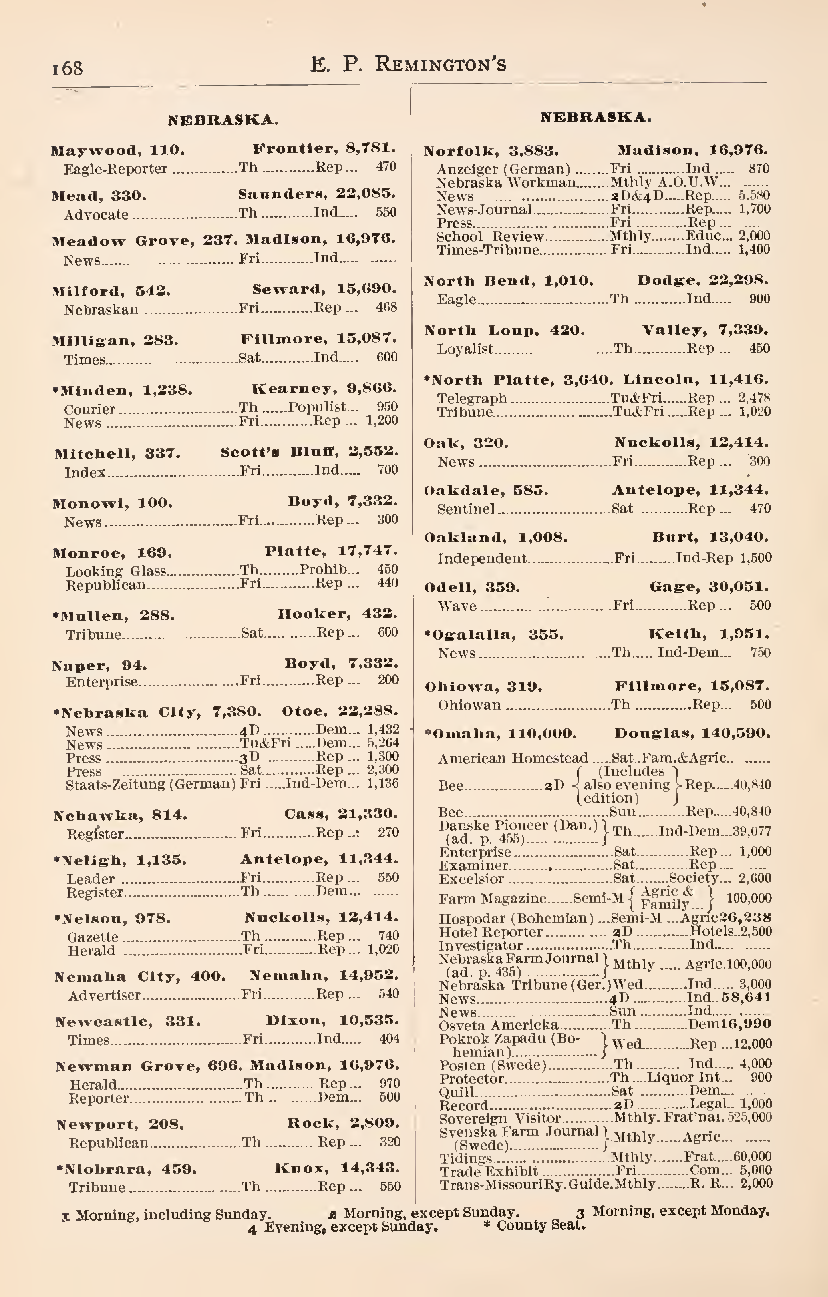 168
E. P. Remington's
NEBRASKA.
Maywood, 110. Frontier, 8,781.
Eagle-Reporter ... Th ... Rep... 470
Mead, 330. Saunders, 22,085.
Advocate ... Th ... Ind... 550
Meadow Grove, 237. Madison, 16,976.
News ... Fri ... Ind...
Milford, 542. Seward, 15,690.
Nebraskan ... Fri ... Rep... 468
Milligan, 283. Fillmore, 15,087.
Times ... Sat ... Ind... 600
*Minden, 1,238. Kearney, 9,866.
Courier ... Th ... Populist... 950
News ... Fri ... Rep... 1,200
Mitchell, 337. Scott's Bluff, 2,552.
Index ... Fri ... Ind... 700
Monowi, 100. Boyd, 7,332.
News ... Fri ... Rep... 300
Monroe, 169. Platte, 17,747.
Looking Glass ... Th ... Prohib... 450
Republican ... Fri ... Rep... 440
*Mullen, 288. Hooker, 432.
Tribune ... Sat ... Rep... 600
Naper, 94. Boyd, 7,332.
Enterprise ... Fri ... Rep... 200
*Nebraska City, 7,380. Otoe, 22,288.
News ... 4D ... Dem... 1,432
News ... Tu&Fri ... Dem... 5,264
Press ... 3D ... Rep... 1,300
Press ... Sat ... Rep... 2,300
Staats-Zeitung (German) Fri ... Ind-Dem... 1,136
Nehawka, 814. Cass, 21,330.
Register ... Fri ... Rep... 270
*Neligh, 1,135. Antelope, 11,344.
Leader ... Fri ... Rep... 550
Register ... Th ... Dem...
*Nelson, 978. Nuckolls, 12,414.
Gazette ... Th ... Rep... 740
Herald ... Fri ... Rep... 1,020
Nemaha City, 400. Nemaha, 14,952.
Advertiser ... Fri ... Rep... 540
Newcastle, 331. Dixon, 10,535.
Times ... Fri ... Ind... 404
Newman Grove, 696. Madison, 16,976.
Herald ... Th ... Rep... 970
Reporter ... Th ... Dem... 500
Newport, 208. Rock, 2,809.
Republican ... Th ... Rep... 320
*Niobrara, 459. Knox, 14,343.
Tribune ... Th ... Rep... 550
NEBRASKA.
Norfolk, 3,883. Madison, 16,976.
Anzeiger (German) ... Fri ... Ind ... 870
Nebraska Workman ... Mthly A.O.U.W...
News ... 2D&4D ... Rep... 5,580
News-Journal ... Fri ... Rep... 1,700
Press ... Fri ... Rep...
School Review ... Mthly ... Educ... 2,000
Times-Tribune ... Fri ... Ind... 1,400
North Bend, 1,010. Dodge, 22,298.
Eagle ... Th ... Ind... 900
North Loup, 420. Valley, 7,339.
Loyalist ... Th ... Rep... 450
*North Platte, 3,640. Lincoln, 11,416.
Telegraph ... Tu&Fri ... Rep... 2,478
Tribune ... Tu&Fri ... Rep... 1,020
Oak, 320. Nuckolls, 12,414.
News ... Fri ... Rep... 300
Oakdale, 585. Antelope, 11,344.
Sentinel ... Sat ... Rep... 470
Oakland, 1,008. Burt, 13,040.
Independent ... Fri ... Ind-Rep 1,500
Odell, 359. Gage, 30,051.
Wave ... Fri ... Rep... 500
*Ogalalla, 355. Keith, 1,951.
News ... Th ... Ind-Dem... 750
Ohiowa, 319. Fillmore, 15,087.
Ohiowan ... Th ... Rep... 500
*Omaha, 110,000. Douglas, 140,590.
American Homestead ... Sat. Fam.&Agric..
(Includes
Bee ... 2D also evening Rep... 40,840
edition)
Bee ... Sun ... Rep... 40,840
Danske Pioneer (Dan.)
(ad. p. 455) ... Th ... Ind-Dem... 39,077
Enterprise ... Sat ... Rep... 1,000
Examiner ... Sat ... Rep...
Excelsior ... Sat ... Society... 2,600
Farm Magazine ... Semi-M Agric & Family... 100,000
Hospodar (Bohemian) ... Semi-M ... Agric 26,238
Hotel Reporter ... 2D ... Hotels.. 2,500
Investigator ... Th ... Ind...
Nebraska Farm Journal
(ad. p. 435) ... Mthly ... Agric. 100,000
Nebraska Tribune (Ger.) Wed ... Ind... 3,000
News ... 4D ... Ind.. 58,641
News ... Sun ... Ind...
Osveta Americka ... Th ... Dem 16,990
Pokrok Zapadu (Bo-
hemian) ... Wed ... Rep... 12,000
Posten (Swede) ... Th ... Ind... 4,000
Protector ... Th ... Liquor Int... 900
Quill ... Sat ... Dem...
Record ... 2D ... Legal.. 1,000
Sovereign Visitor ... Mthly. Frat'nal. 525,000
Svenska Farm Journal
(Swede) ... Mthly ... Agric...
Tidings ... Mthly ... Frat... 60,000
Trade Exhibit ... Fri ... Com... 5,000
Trans-Missouri Ry. Guide. Mthly ... R. R... 2,000
1 Morning, including Sunday. 2 Morning, except Sunday. 3 Morning, except Monday.
4 Evening, except Sunday. * County Seat.